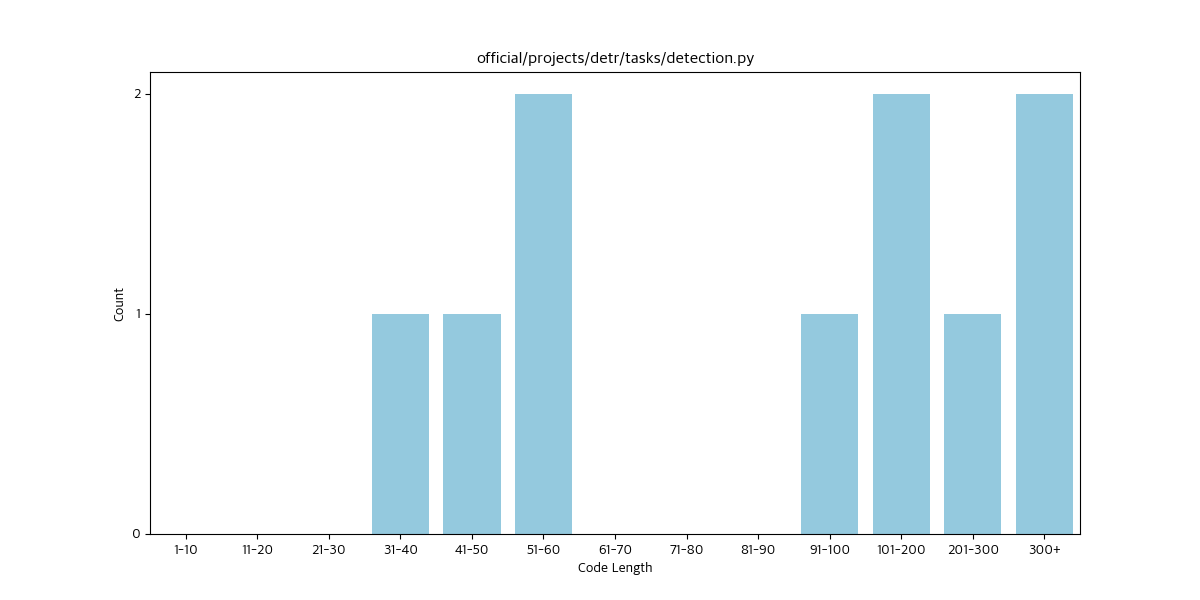 official/projects/detr/tasks/detection.py
Count
2
1
0
1-10 11-20 21-30 31-40 41-50 51-60 61-70 71-80 81-90 91-100 101-200 201-300 300+
Code Length